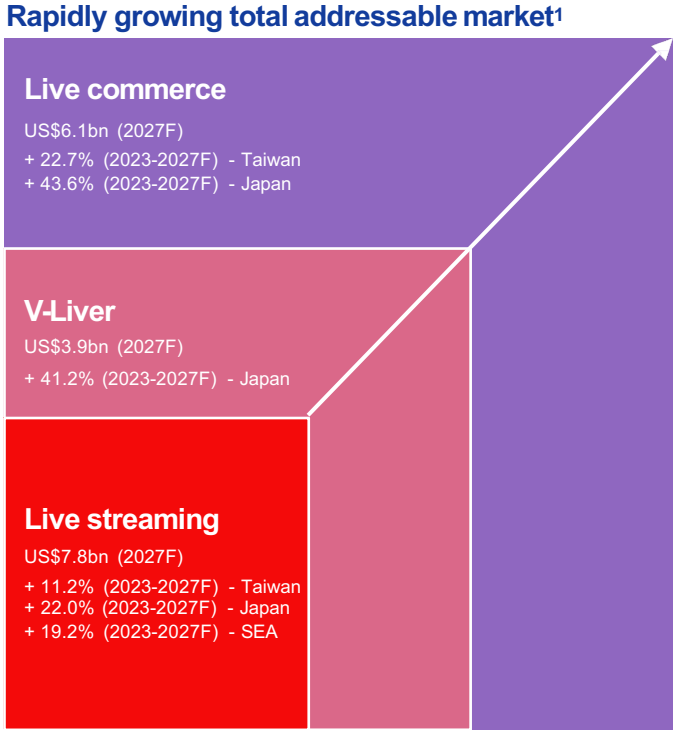 Rapidly growing total addressable market1
Live commerce
US$6.1bn (2027F)
+ 22.7% (2023-2027F) - Taiwan
+ 43.6% (2023-2027F) - Japan
V-Liver
US$3.9bn (2027F)
+ 41.2% (2023-2027F) - Japan
Live streaming
US$7.8bn (2027F)
+ 11.2% (2023-2027F) - Taiwan
+ 22.0% (2023-2027F) - Japan
+ 19.2% (2023-2027F) - SEA